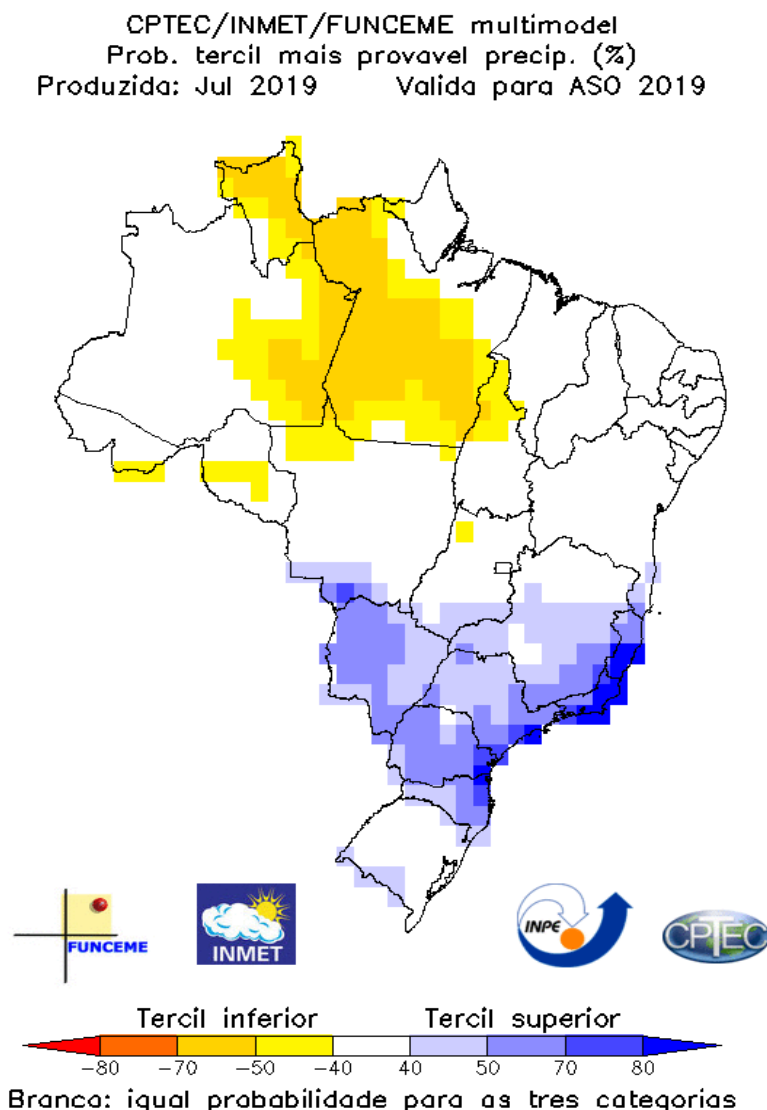 CPTEC/INMET/FUNCEME multimodel
Prob. tercil mais provavel precip. (%)
Produzida: Jul 2019 Valida para ASO 2019
FUNCEME
INMET
INPE
CPTEC
Tercil inferior Tercil superior
-80 -70 -50 -40 40 50 70 80
Branca: igual probabilidade para as tres categorias